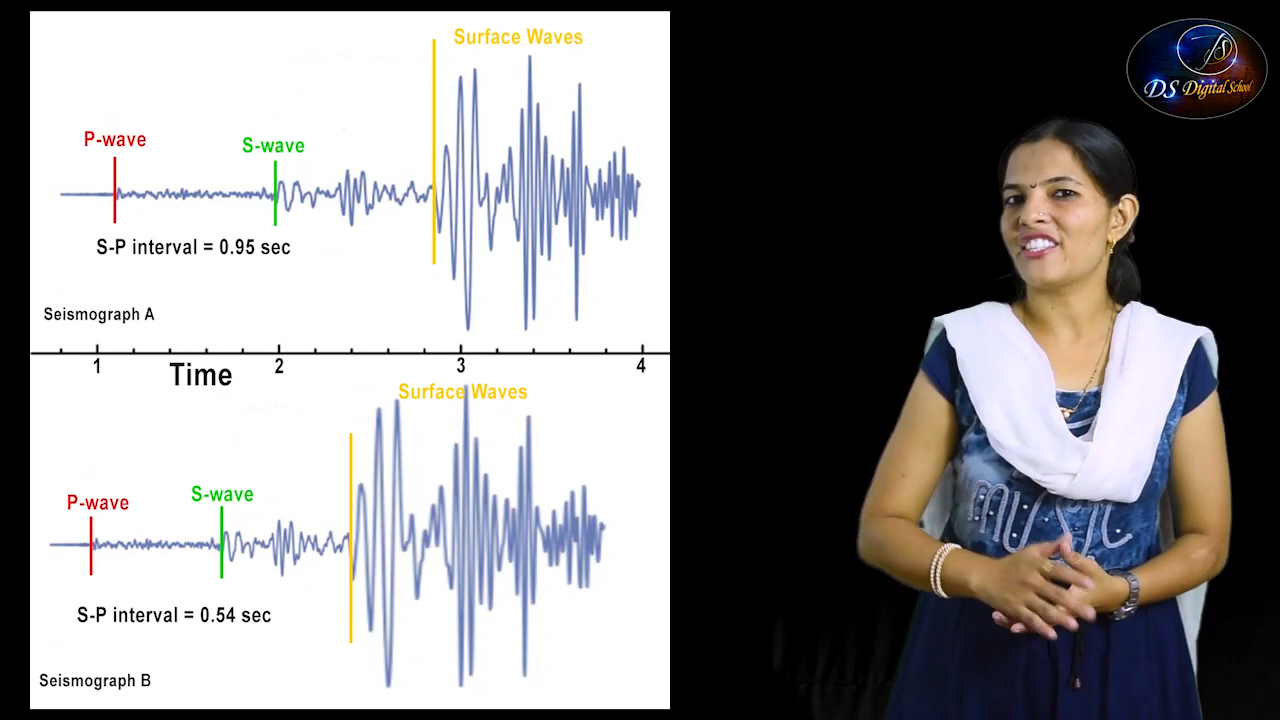 Surface Waves
P-wave
S-wave
S-P interval = 0.95 sec
Seismograph A
1 2 3 4
Time
Surface Waves
P-wave
S-wave
S-P interval = 0.54 sec
Seismograph B
DS Digital School
MUSIC